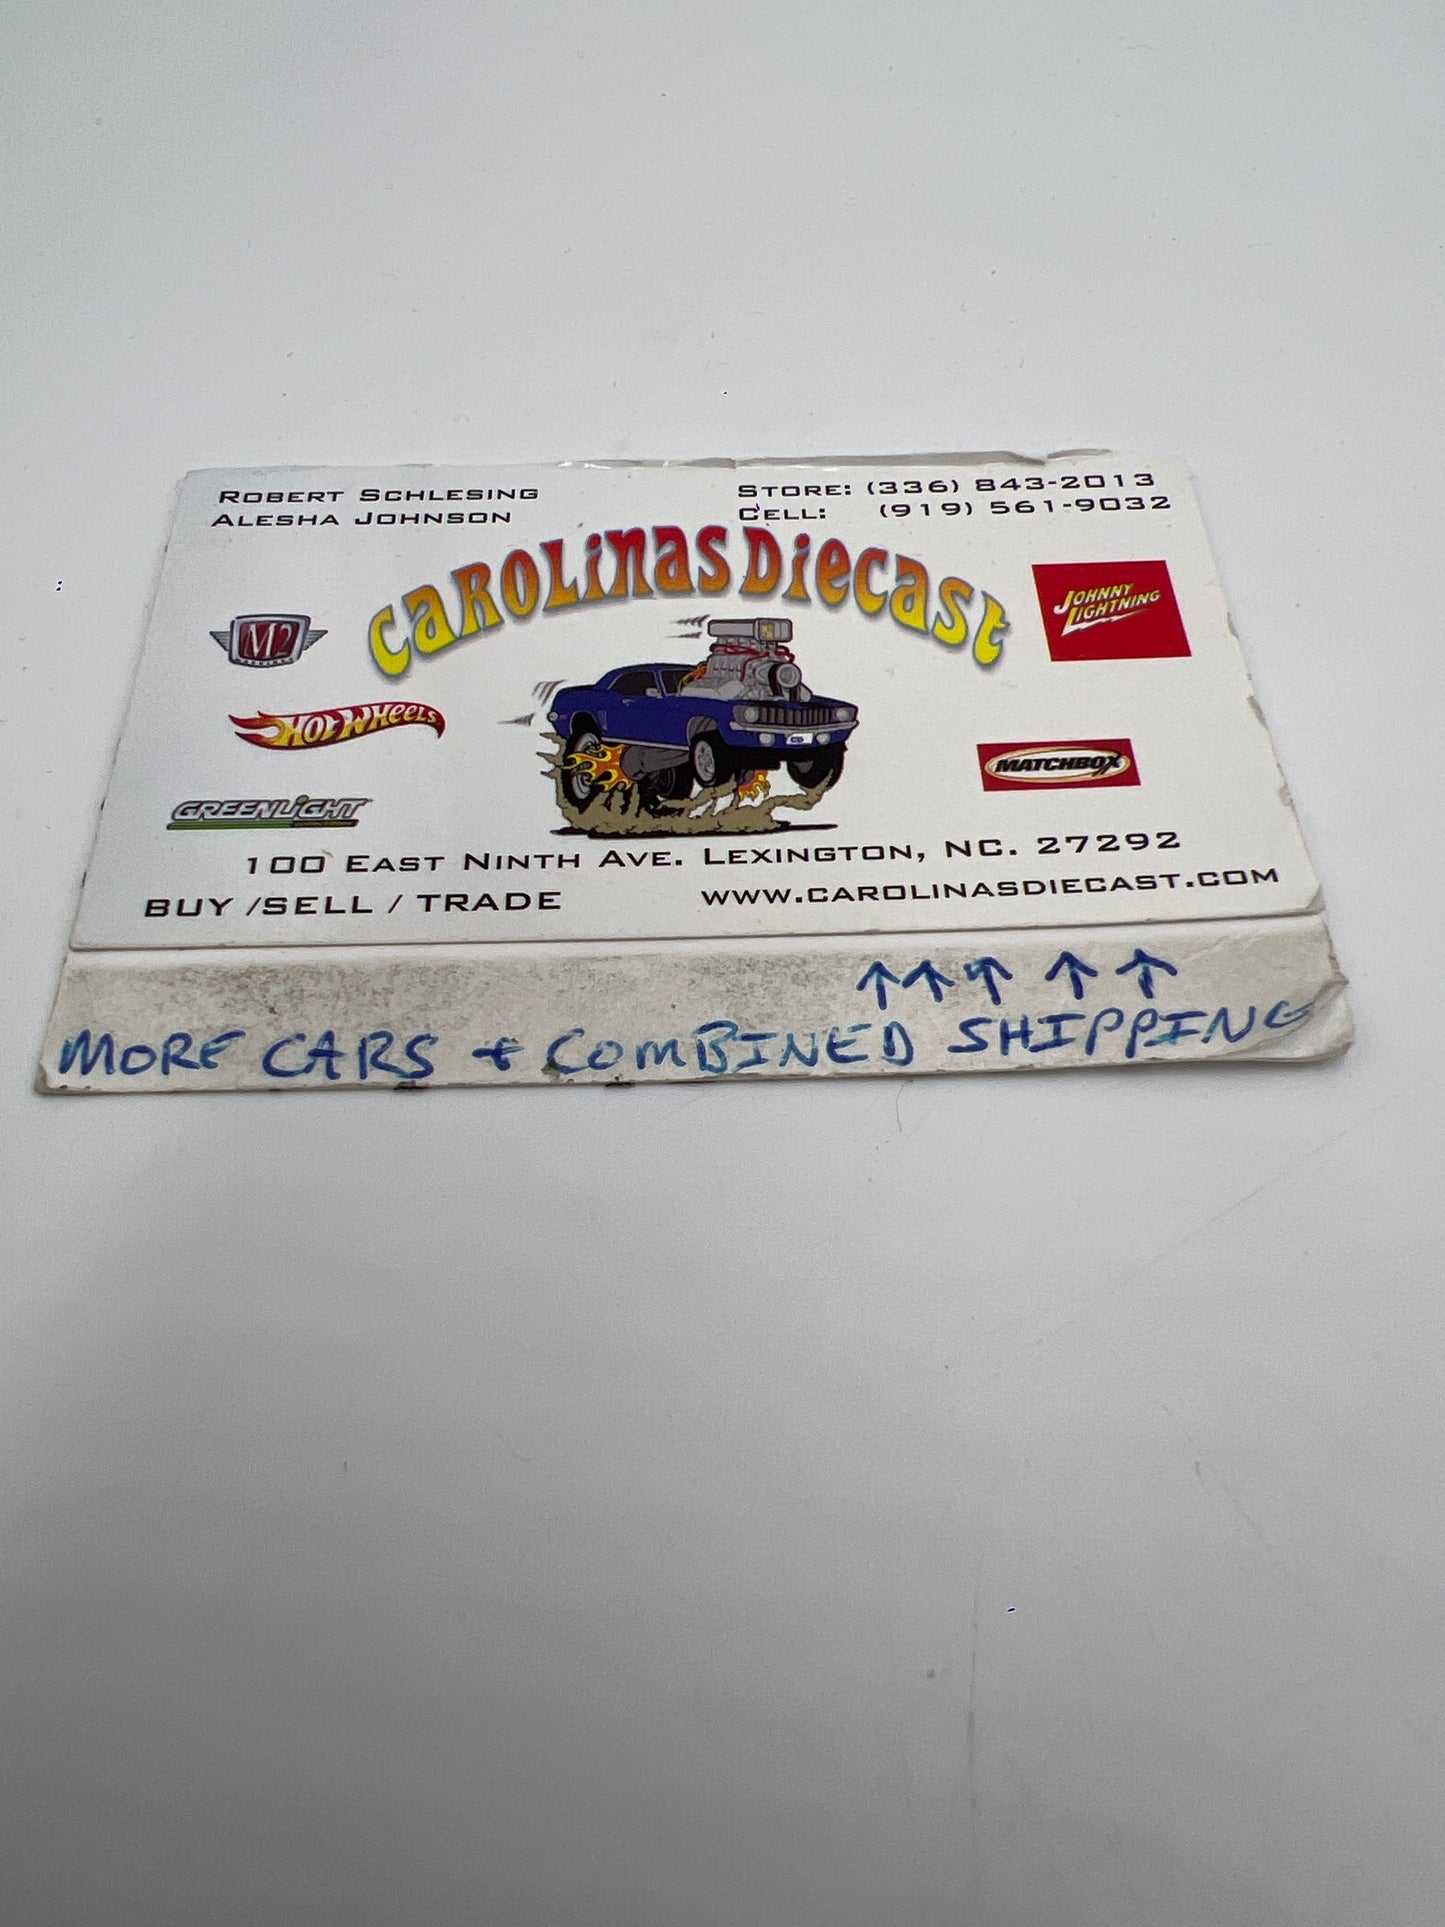 ROBERT SCHLESING
ALESHA JOHNSON
STORE: (336) 843-2013
CELL: (919) 561-9032
CAROLINAS DIECAST
M2
MACHINES
JOHNNY
LIGHTNING
HOT WHEELS
MATCHBOX
GREENLIGHT
100 EAST NINTH AVE. LEXINGTON, NC. 27292
BUY /SELL / TRADE
WWW.CAROLINASDIECAST.COM
↑ ↑ ↑ ↑ ↑
MORE CARS + COMBINED SHIPPING